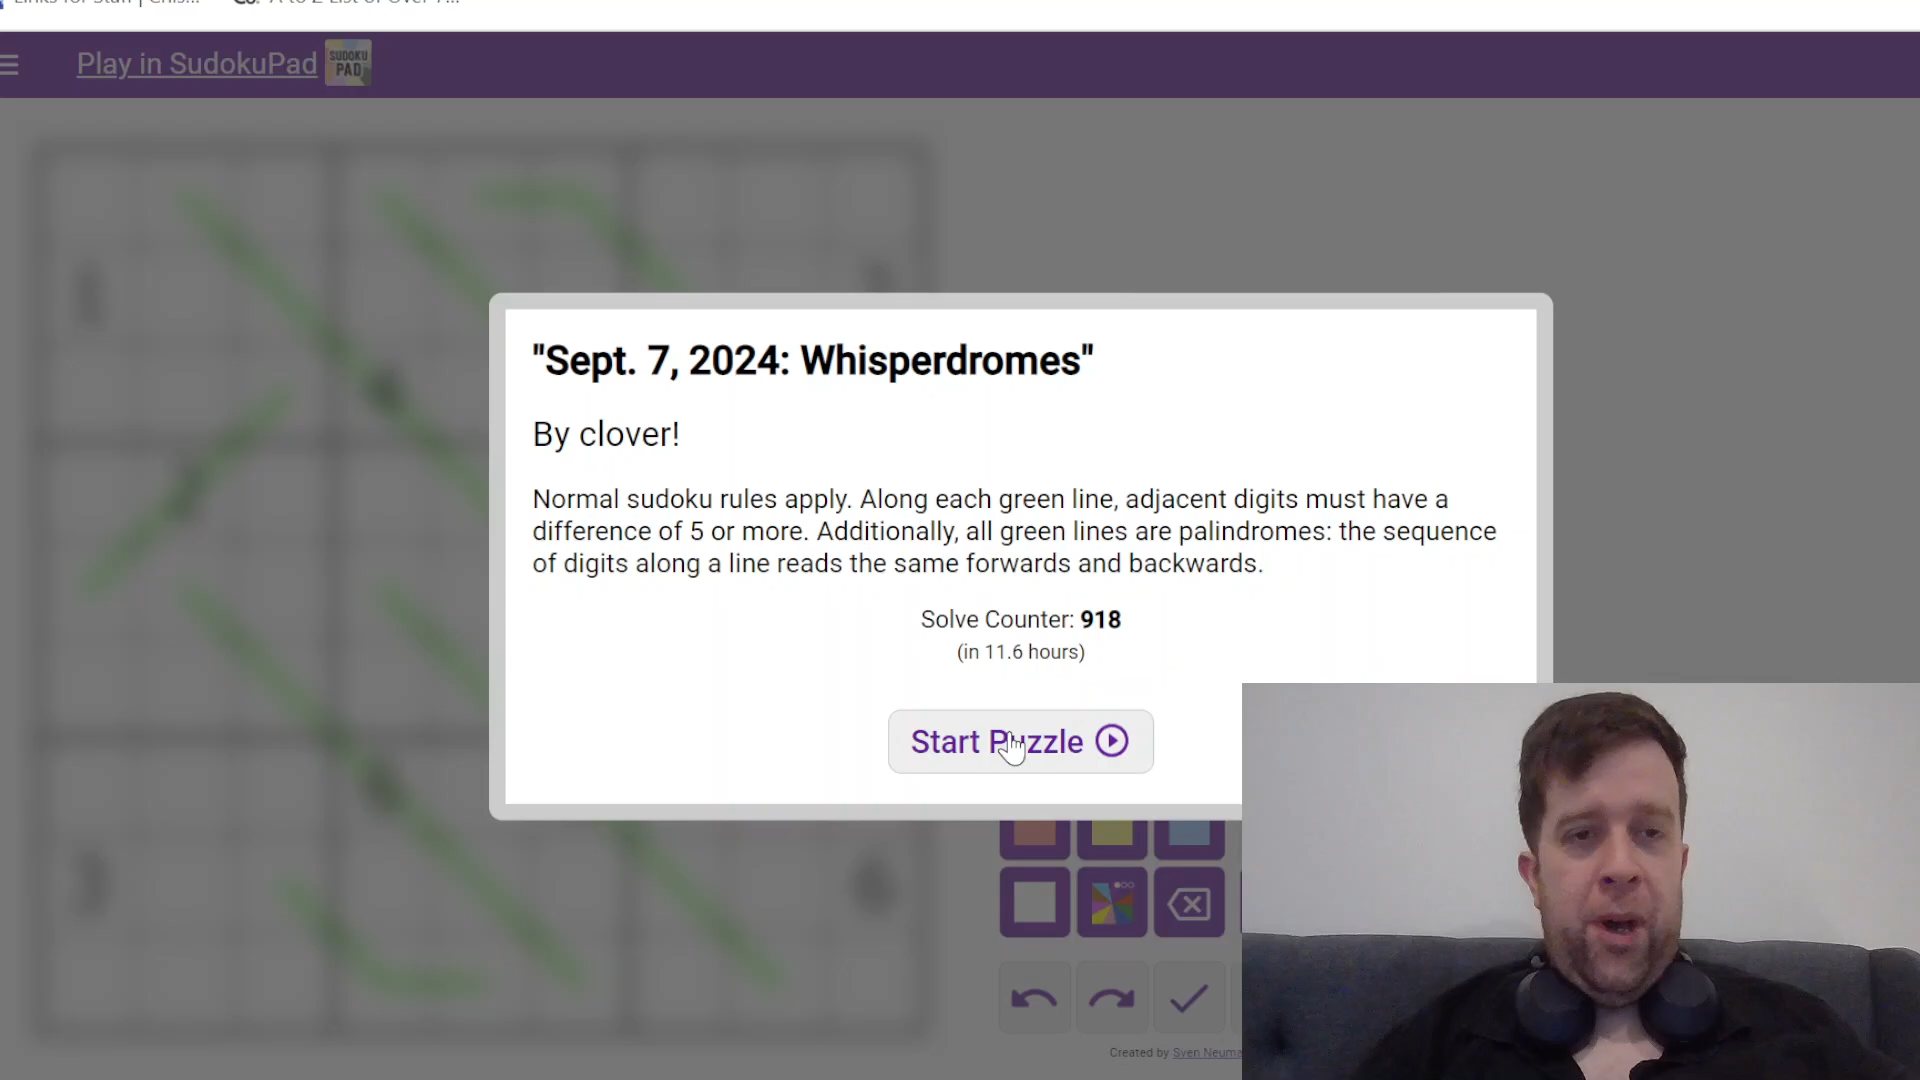 Play in SudokuPad
SUDOKU
PAD
"Sept. 7, 2024: Whisperdromes"
By clover!
Normal sudoku rules apply. Along each green line, adjacent digits must have a
difference of 5 or more. Additionally, all green lines are palindromes: the sequence
of digits along a line reads the same forwards and backwards.
Solve Counter: 918
(in 11.6 hours)
Start Puzzle
Created by Sven Neuma